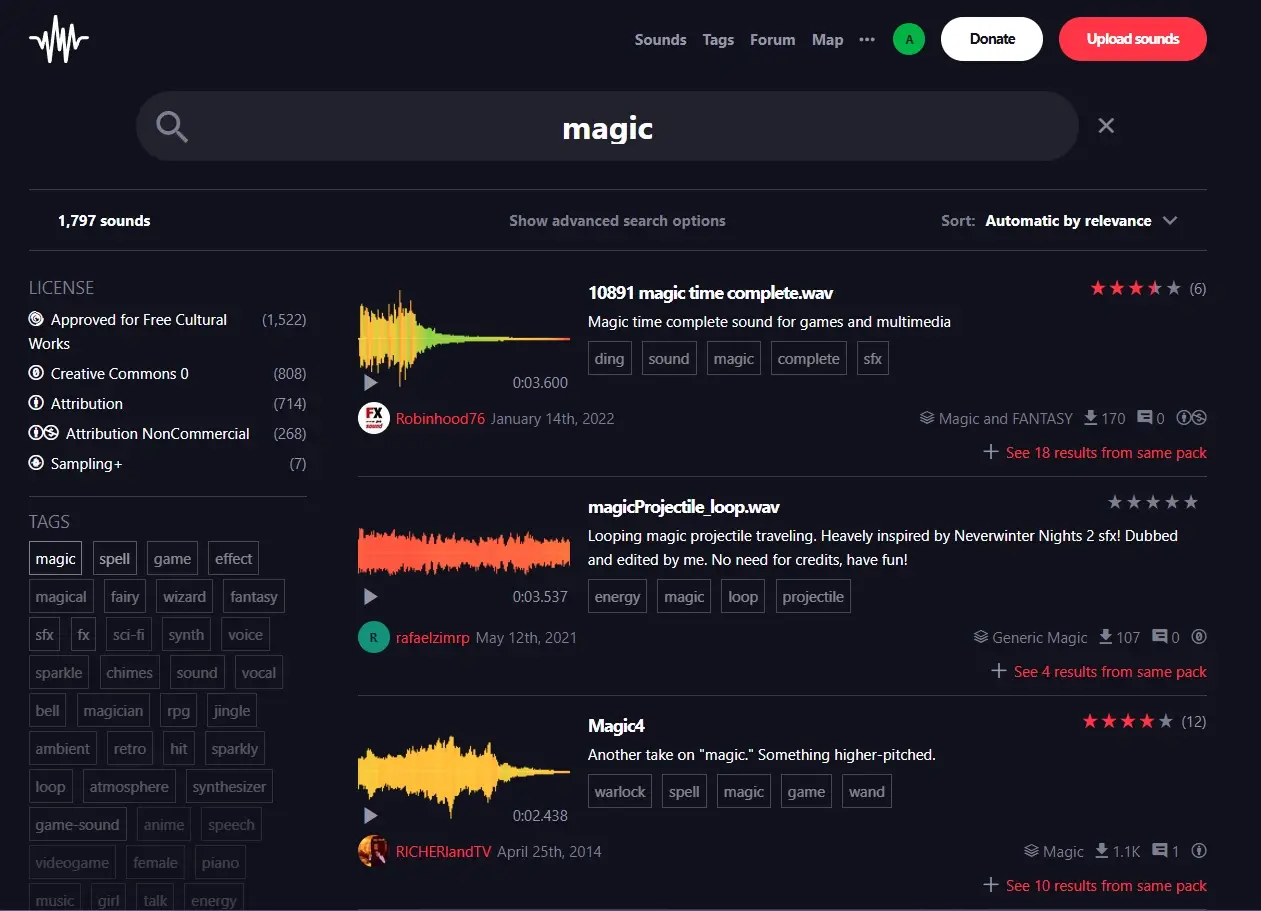 Sounds Tags Forum Map ••• A Donate Upload sounds
magic
1,797 sounds
Show advanced search options
Sort: Automatic by relevance
LICENSE
Approved for Free Cultural Works (1,522)
Creative Commons 0 (808)
Attribution (714)
Attribution NonCommercial (268)
Sampling+ (7)
TAGS
magic spell game effect
magical fairy wizard fantasy
sfx fx sci-fi synth voice
sparkle chimes sound vocal
bell magician rpg jingle
ambient retro hit sparkly
loop atmosphere synthesizer
game-sound anime speech
videogame female piano
music girl talk energy
10891 magic time complete.wav
(6)
Magic time complete sound for games and multimedia
ding sound magic complete sfx
0:03.600
FX
sound
Robinhood76 January 14th, 2022
Magic and FANTASY 170 0
See 18 results from same pack
magicProjectile_loop.wav
Looping magic projectile traveling. Heavely inspired by Neverwinter Nights 2 sfx! Dubbed
and edited by me. No need for credits, have fun!
energy magic loop projectile
0:03.537
R
rafaelzimrp May 12th, 2021
Generic Magic 107 0
See 4 results from same pack
Magic4
(12)
Another take on "magic." Something higher-pitched.
warlock spell magic game wand
0:02.438
RICHERlandTV April 25th, 2014
Magic 1.1K 1
See 10 results from same pack